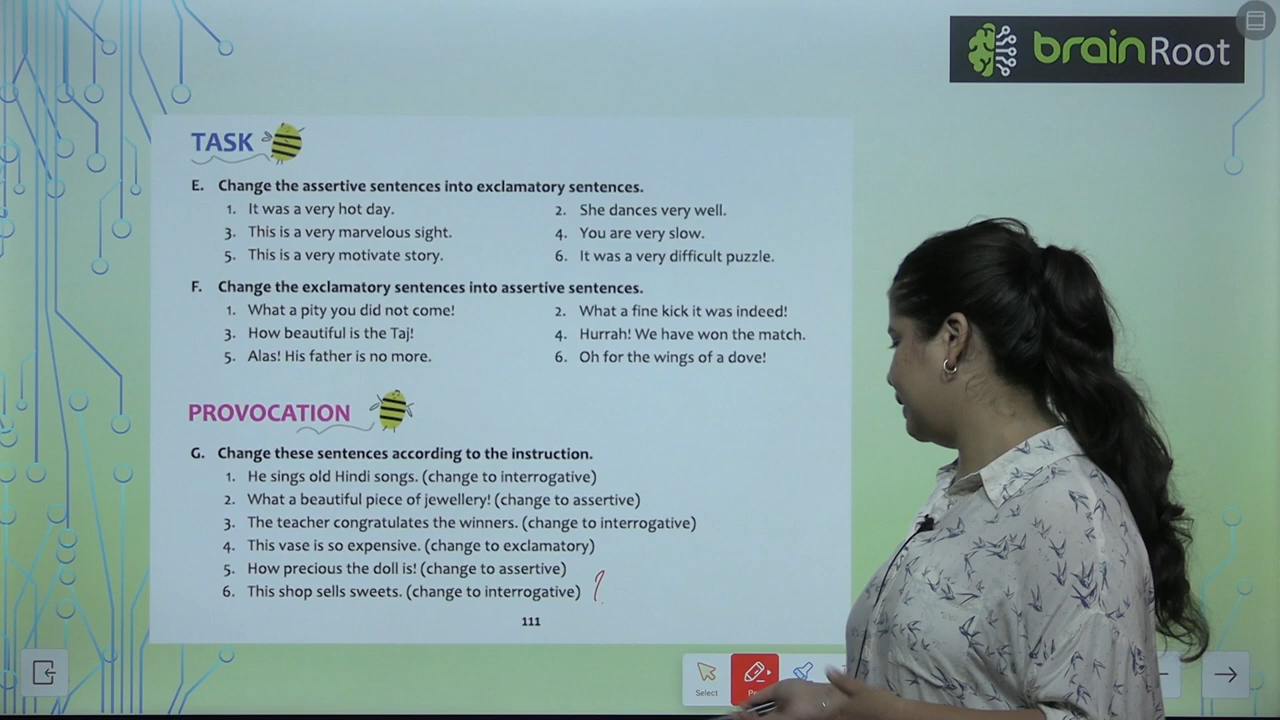 brainRoot
TASK
E. Change the assertive sentences into exclamatory sentences.
1. It was a very hot day. 2. She dances very well.
3. This is a very marvelous sight. 4. You are very slow.
5. This is a very motivate story. 6. It was a very difficult puzzle.
F. Change the exclamatory sentences into assertive sentences.
1. What a pity you did not come! 2. What a fine kick it was indeed!
3. How beautiful is the Taj! 4. Hurrah! We have won the match.
5. Alas! His father is no more. 6. Oh for the wings of a dove!
PROVOCATION
G. Change these sentences according to the instruction.
1. He sings old Hindi songs. (change to interrogative)
2. What a beautiful piece of jewellery! (change to assertive)
3. The teacher congratulates the winners. (change to interrogative)
4. This vase is so expensive. (change to exclamatory)
5. How precious the doll is! (change to assertive)
6. This shop sells sweets. (change to interrogative) ?
111
Select